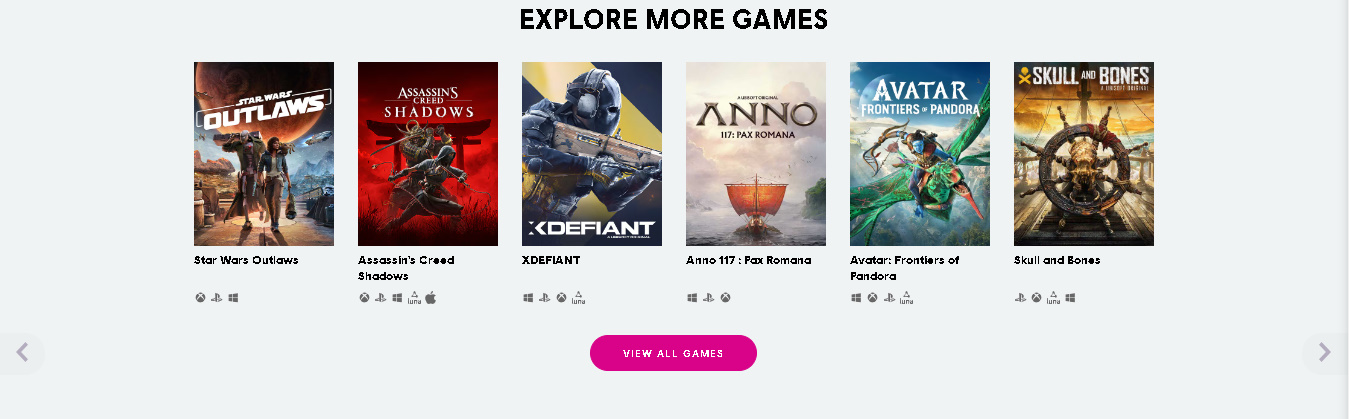 EXPLORE MORE GAMES
STAR WARS
OUTLAWS
ASSASSIN'S
CREED
SHADOWS
XDEFIANT
A UBISOFT ORIGINAL
A UBISOFT ORIGINAL
ANNO
117: PAX ROMANA
AVATAR
FRONTIERS OF PANDORA
SKULL AND BONES
A UBISOFT ORIGINAL
Star Wars Outlaws
Assassin's Creed
Shadows
XDEFIANT
Anno 117 : Pax Romana
Avatar: Frontiers of
Pandora
Skull and Bones
luna
luna
luna
luna
VIEW ALL GAMES